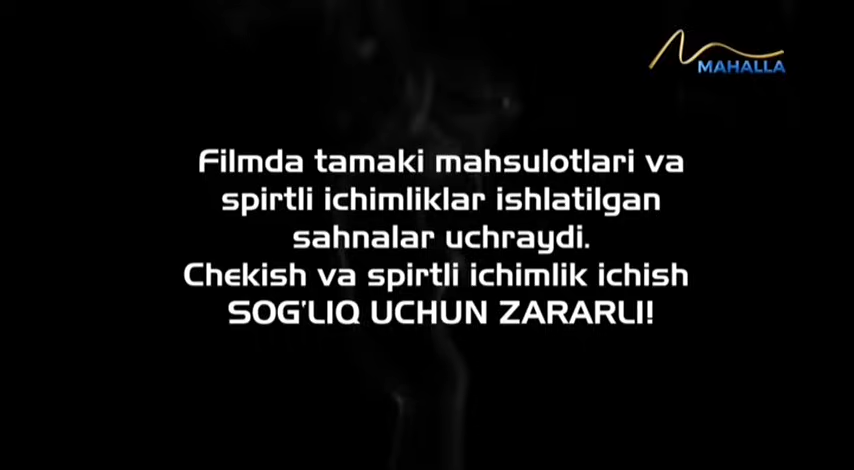 MAHALLA
Filmda tamaki mahsulotlari va
spirtli ichimliklar ishlatilgan
sahnalar uchraydi.
Chekish va spirtli ichimlik ichish
SOG'LIQ UCHUN ZARARLI!